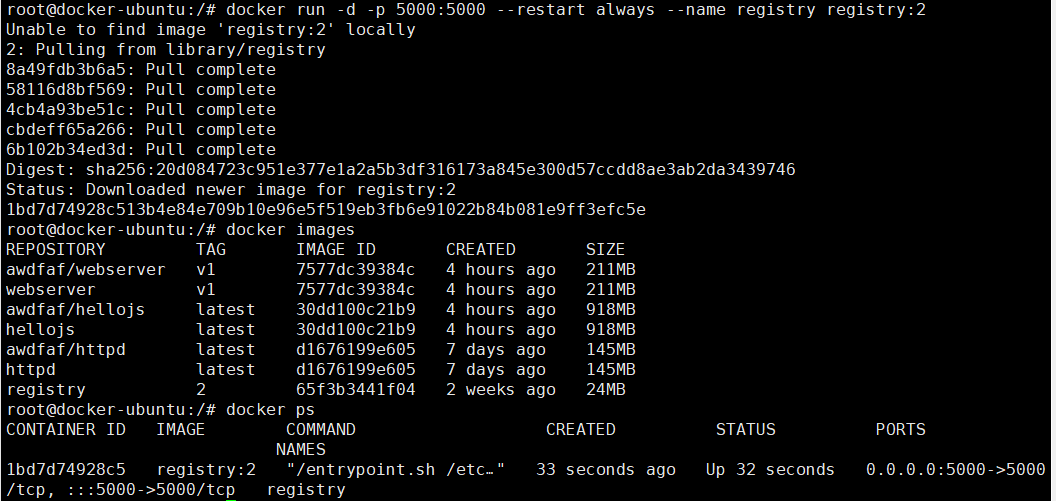 root@docker-ubuntu:/# docker run -d -p 5000:5000 --restart always --name registry registry:2
Unable to find image 'registry:2' locally
2: Pulling from library/registry
8a49fdb3b6a5: Pull complete
58116d8bf569: Pull complete
4cb4a93be51c: Pull complete
cbdeff65a266: Pull complete
6b102b34ed3d: Pull complete
Digest: sha256:20d084723c951e377e1a2a5b3df316173a845e300d57ccdd8ae3ab2da3439746
Status: Downloaded newer image for registry:2
1bd7d74928c513b4e84e709b10e96e5f519eb3fb6e91022b84b081e9ff3efc5e
root@docker-ubuntu:/# docker images
REPOSITORY         TAG       IMAGE ID       CREATED       SIZE
awdfaf/webserver   v1        7577dc39384c   4 hours ago   211MB
webserver          v1        7577dc39384c   4 hours ago   211MB
awdfaf/hellojs     latest    30dd100c21b9   4 hours ago   918MB
hellojs            latest    30dd100c21b9   4 hours ago   918MB
awdfaf/httpd       latest    d1676199e605   7 days ago    145MB
httpd              latest    d1676199e605   7 days ago    145MB
registry           2         65f3b3441f04   2 weeks ago   24MB
root@docker-ubuntu:/# docker ps
CONTAINER ID   IMAGE        COMMAND                   CREATED          STATUS          PORTS
                           NAMES
1bd7d74928c5   registry:2   "/entrypoint.sh /etc…"   33 seconds ago   Up 32 seconds   0.0.0.0:5000->5000
/tcp, :::5000->5000/tcp   registry